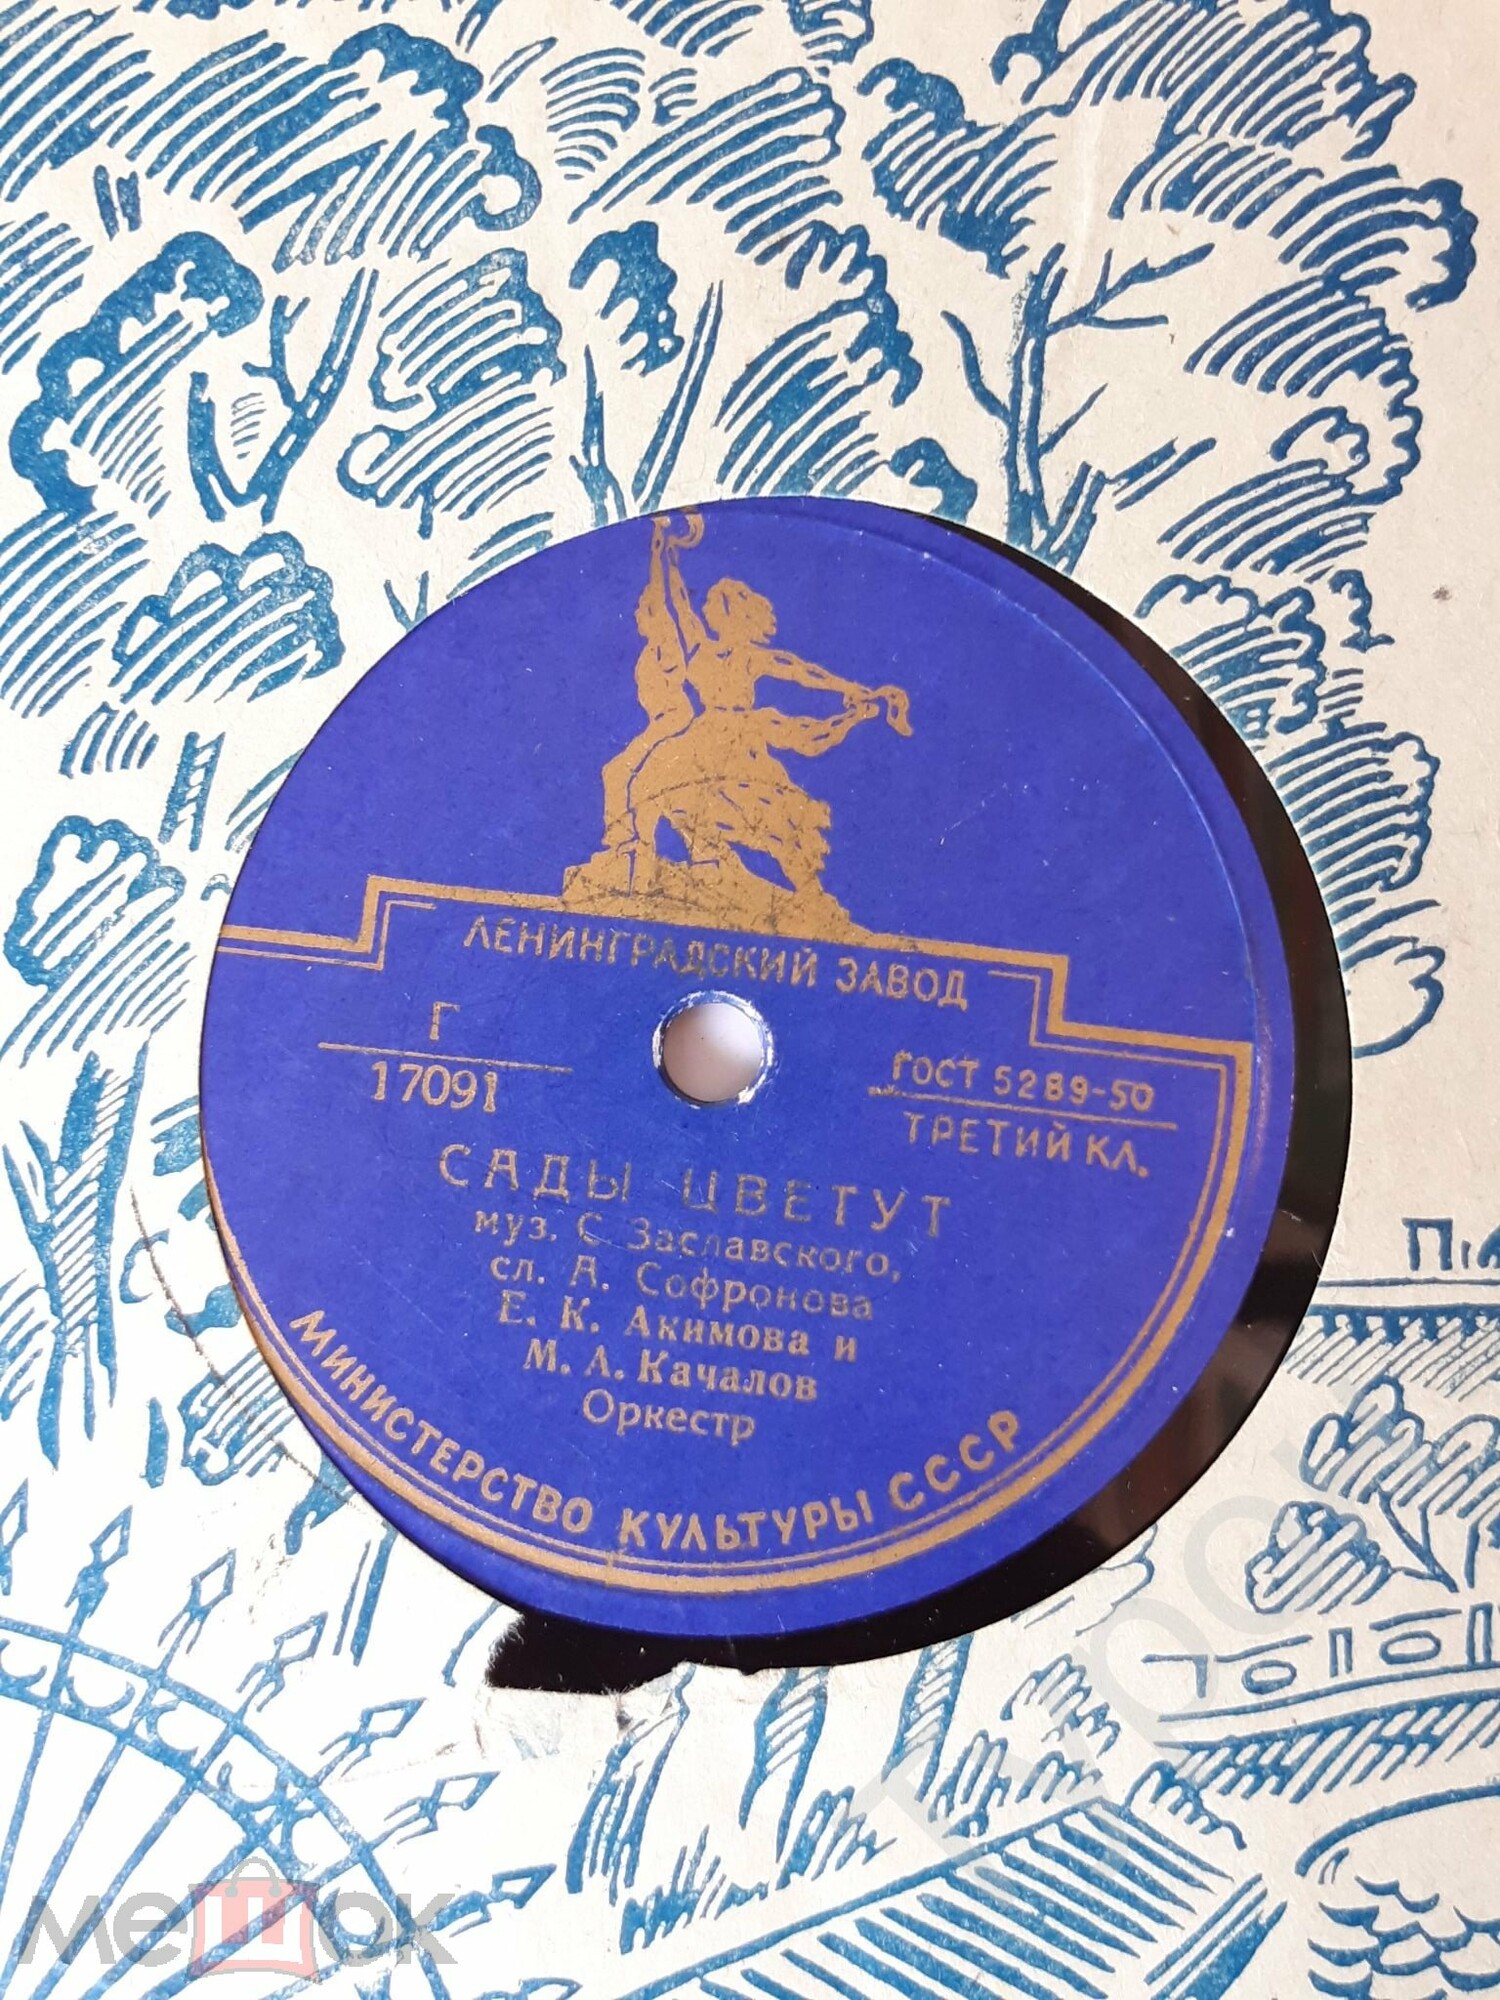 ЛЕНИНГРАДСКИЙ ЗАВОД
Г
17091
ГОСТ 5289-50
ТРЕТИЙ КЛ.
САДЫ ЦВЕТУТ
муз. С. Заславского,
сл. А. Софронова
Е. К. Акимова и
М. А. Качалов
Оркестр
МИНИСТЕРСТВО КУЛЬТУРЫ СССР
мешок